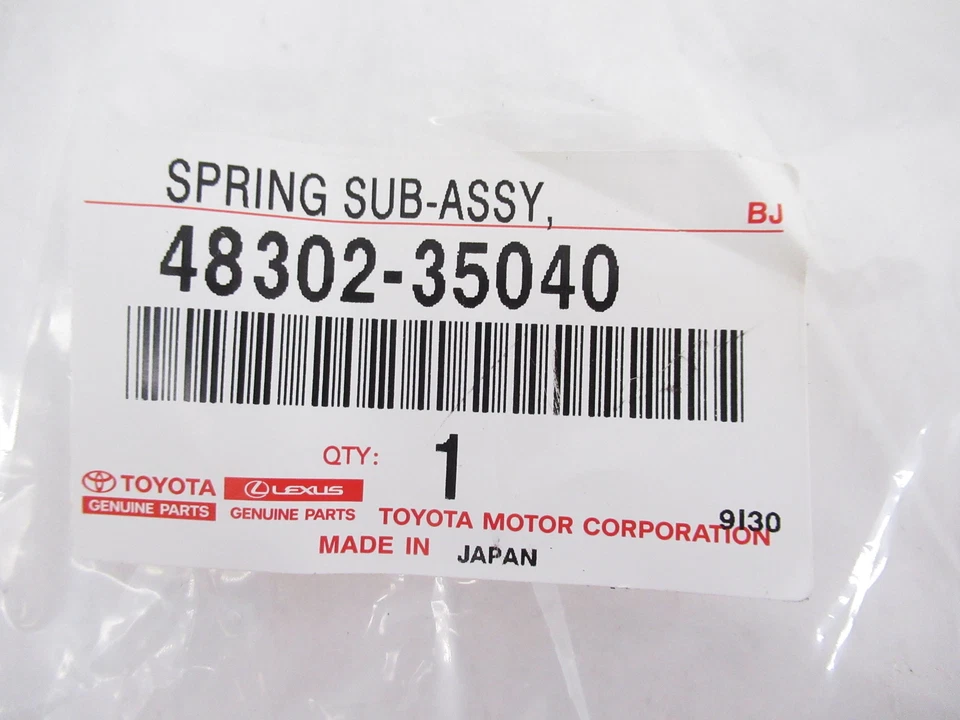 SPRING SUB-ASSY,
BJ
48302-35040
QTY: 1
TOYOTA
GENUINE PARTS
LEXUS
GENUINE PARTS
TOYOTA MOTOR CORPORATION
9I30
MADE IN JAPAN